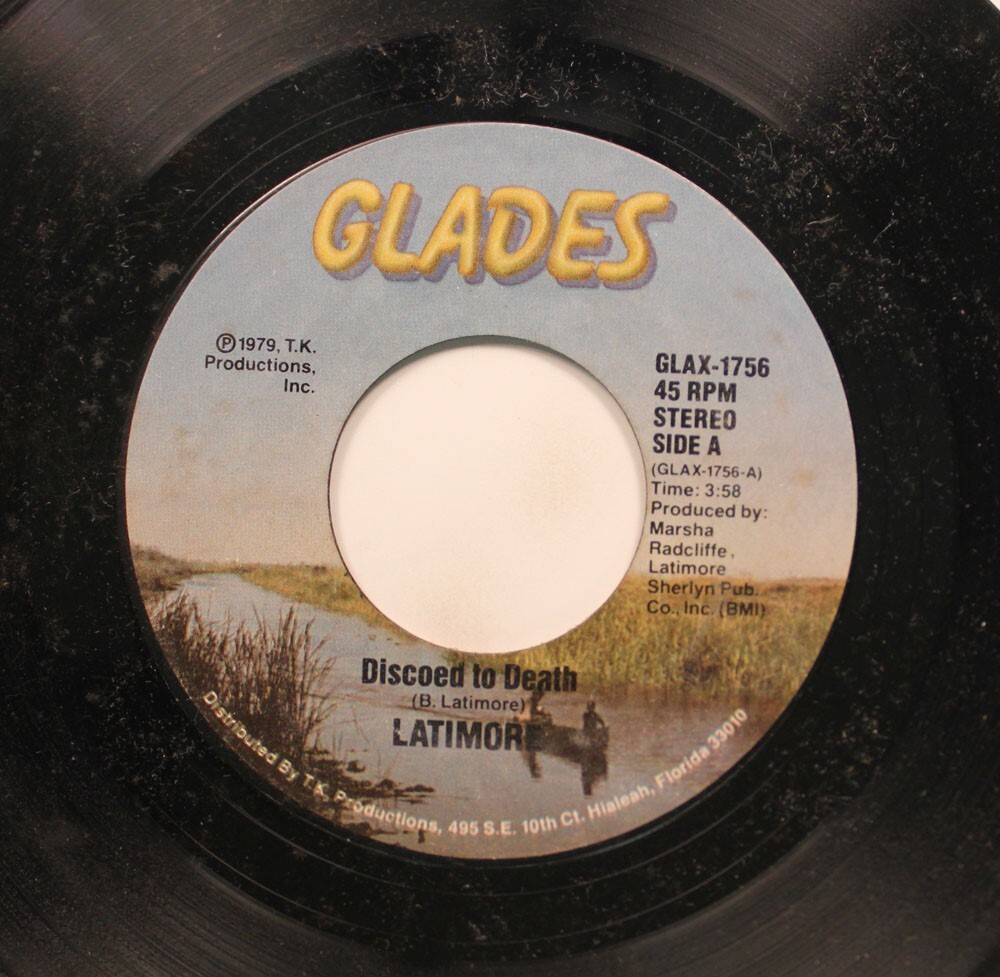 GLADES
℗1979, T.K.
Productions,
Inc.
GLAX-1756
45 RPM
STEREO
SIDE A
(GLAX-1756-A)
Time: 3:58
Produced by:
Marsha
Radcliffe,
Latimore
Sherlyn Pub.
Co., Inc. (BMI)
Discoed to Death
(B. Latimore)
LATIMORE
Distributed By T.K. Productions, 495 S.E. 10th Ct. Hialeah, Florida 33010